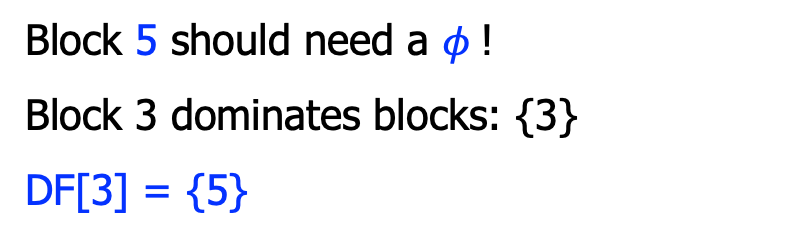 Block 5 should need a ϕ !
Block 3 dominates blocks: {3}
DF[3] = {5}